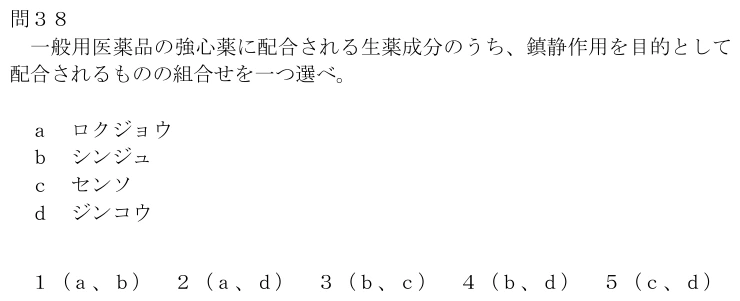 問３８
一般用医薬品の強心薬に配合される生薬成分のうち、鎮静作用を目的として
配合されるものの組合せを一つ選べ。
a　ロクジョウ
b　シンジュ
c　センソ
d　ジンコウ
１（a、b）　２（a、d）　３（b、c）　４（b、d）　５（c、d）